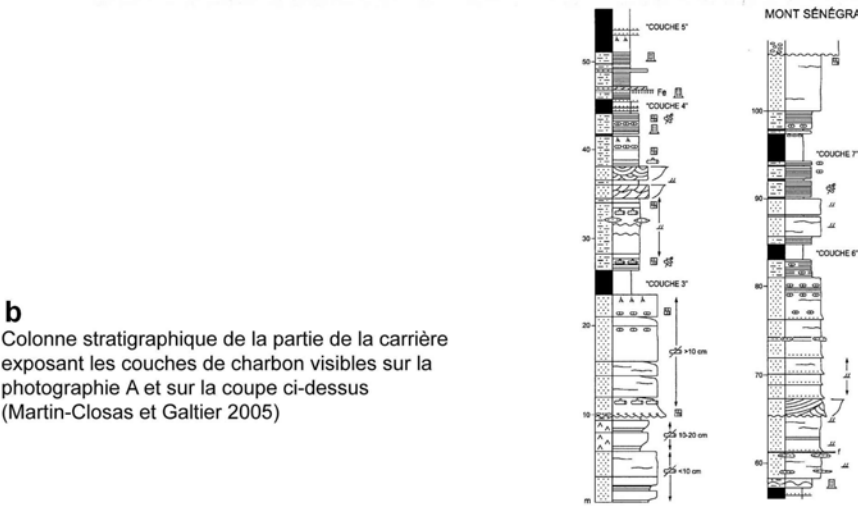 b
Colonne stratigraphique de la partie de la carrière
exposant les couches de charbon visibles sur la
photographie A et sur la coupe ci-dessus
(Martin-Closas et Galtier 2005)
"COUCHE 5"
50
Fe
"COUCHE 4"
40
30
"COUCHE 3"
20
>10 cm
10
10-20 cm
<10 cm
m
MONT SÉNÉGRA
100
"COUCHE 7"
90
"COUCHE 6"
80
70
f
60